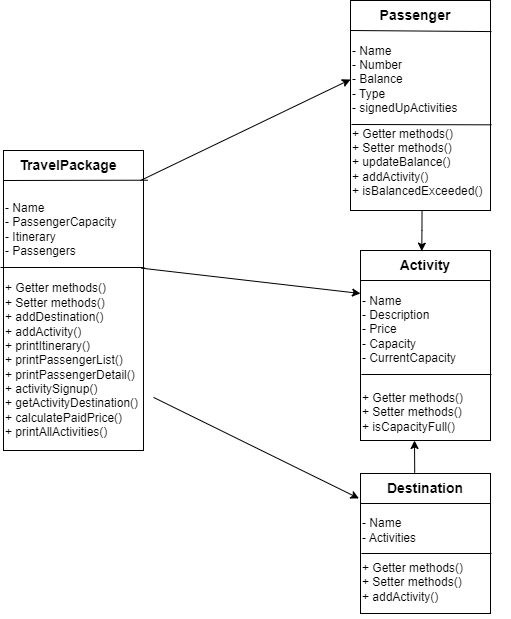 Passenger
- Name
- Number
- Balance
- Type
- signedUpActivities
+ Getter methods()
+ Setter methods()
+ updateBalance()
+ addActivity()
+ isBalancedExceeded()
TravelPackage
- Name
- PassengerCapacity
- Itinerary
- Passengers
+ Getter methods()
+ Setter methods()
+ addDestination()
+ addActivity()
+ printItinerary()
+ printPassengerList()
+ printPassengerDetail()
+ activitySignup()
+ getActivityDestination()
+ calculatePaidPrice()
+ printAllActivities()
Activity
- Name
- Description
- Price
- Capacity
- CurrentCapacity
+ Getter methods()
+ Setter methods()
+ isCapacityFull()
Destination
- Name
- Activities
+ Getter methods()
+ Setter methods()
+ addActivity()